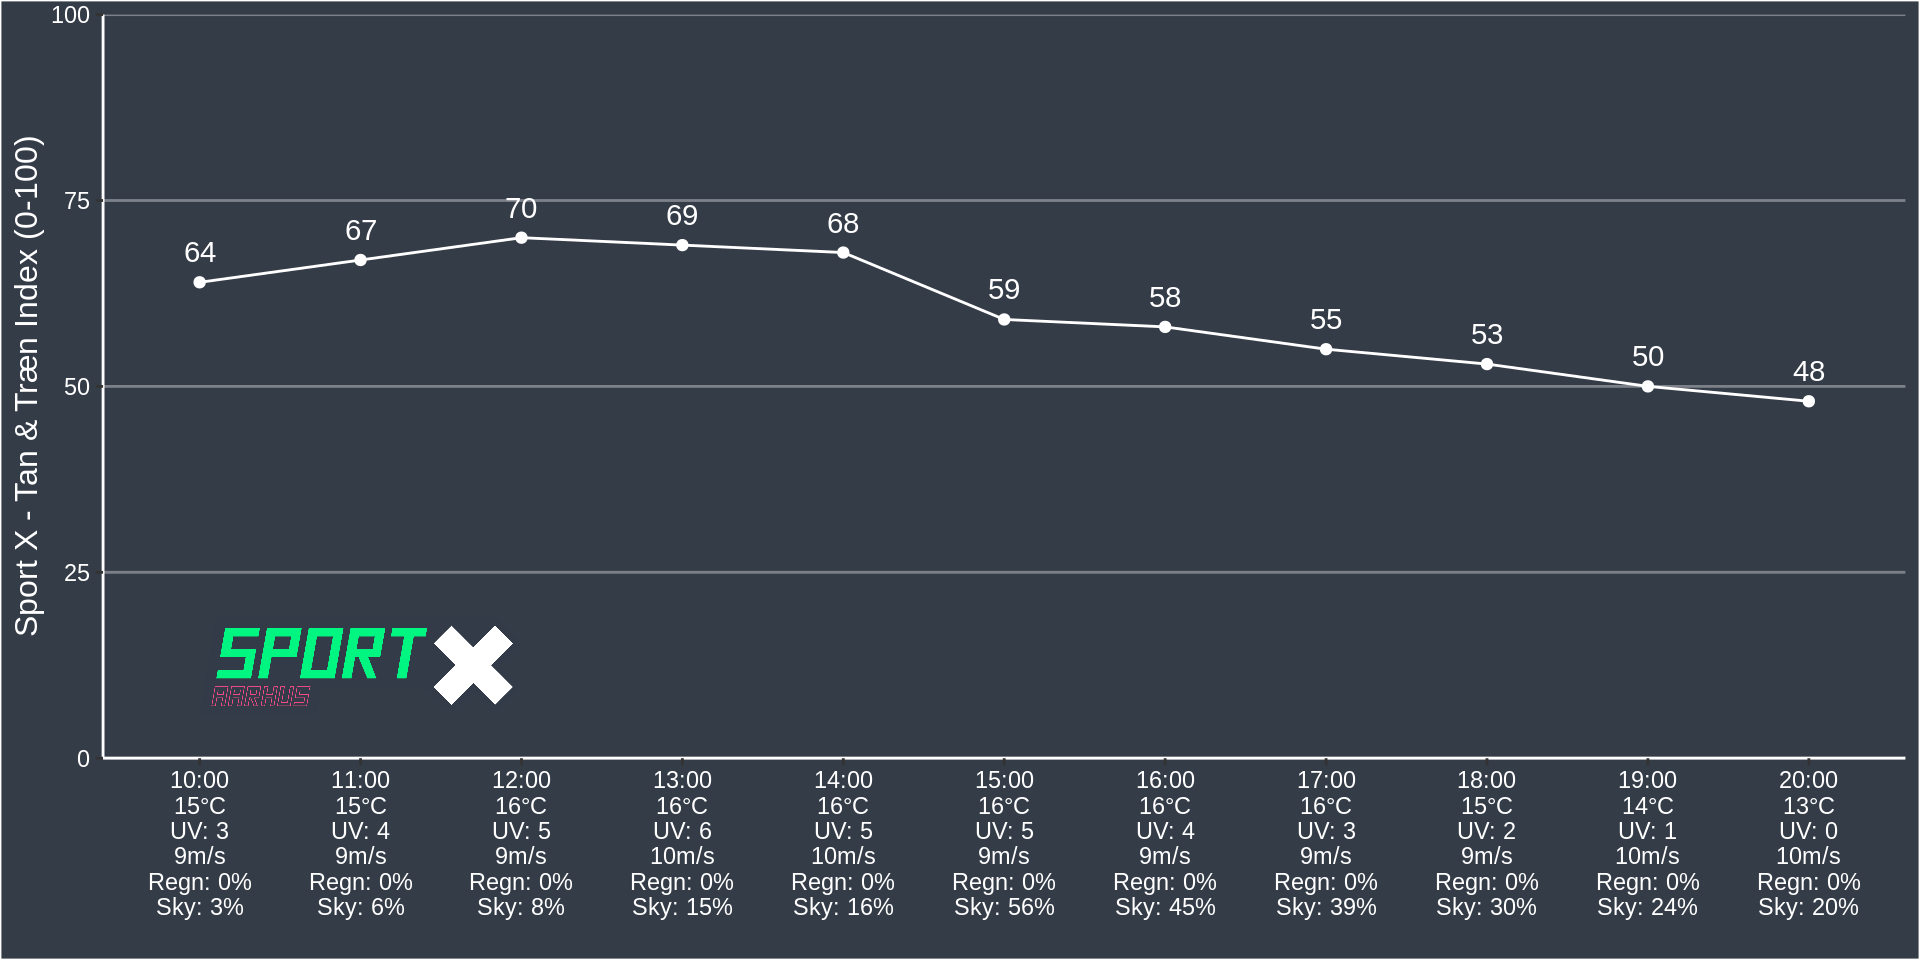 Sport X - Tan & Træn Index (0-100)
100
75
50
25
0
64
67
70
69
68
59
58
55
53
50
48
SPORT X
AARHUS
10:00 11:00 12:00 13:00 14:00 15:00 16:00 17:00 18:00 19:00 20:00
15°C 15°C 16°C 16°C 16°C 16°C 16°C 16°C 15°C 14°C 13°C
UV: 3 UV: 4 UV: 5 UV: 6 UV: 5 UV: 5 UV: 4 UV: 3 UV: 2 UV: 1 UV: 0
9m/s 9m/s 9m/s 10m/s 10m/s 9m/s 9m/s 9m/s 9m/s 10m/s 10m/s
Regn: 0% Regn: 0% Regn: 0% Regn: 0% Regn: 0% Regn: 0% Regn: 0% Regn: 0% Regn: 0% Regn: 0% Regn: 0%
Sky: 3% Sky: 6% Sky: 8% Sky: 15% Sky: 16% Sky: 56% Sky: 45% Sky: 39% Sky: 30% Sky: 24% Sky: 20%